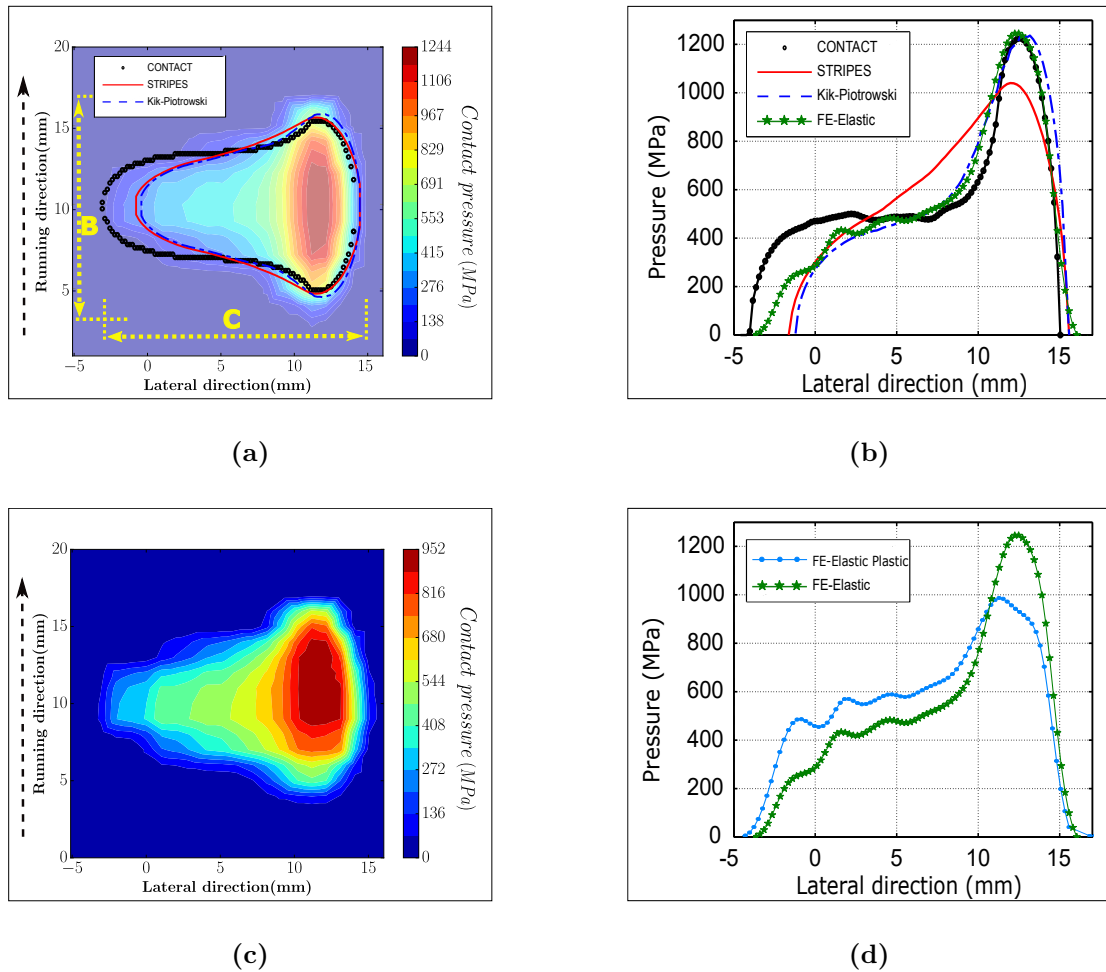 20
15
10
5
−5
0
5
10
15
Running direction(mm)
Lateral direction(mm)
CONTACT
STRIPES
Kik-Piotrowski
B
C
1244
1106
967
829
691
553
415
276
138
0
Contact pressure (MPa)
(a)
1200
1000
800
600
400
200
0
-5
0
5
10
15
Pressure (MPa)
Lateral direction (mm)
CONTACT
STRIPES
Kik-Piotrowski
FE-Elastic
(b)
20
15
10
5
0
−5
0
5
10
15
Running direction(mm)
Lateral direction(mm)
952
816
680
544
408
272
136
0
Contact pressure (MPa)
(c)
1200
1000
800
600
400
200
0
-5
0
5
10
15
Pressure (MPa)
Lateral direction (mm)
FE-Elastic Plastic
FE-Elastic
(d)